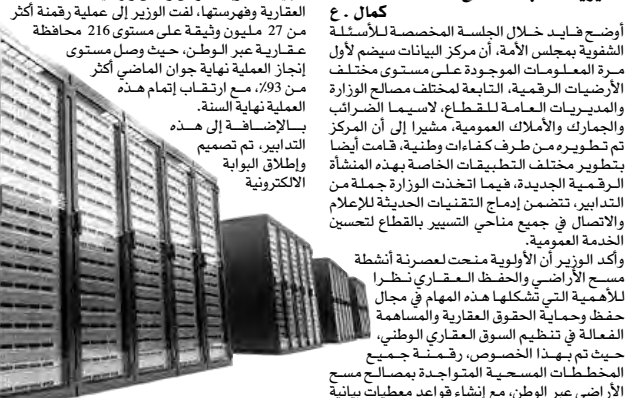 كمال . ع
أوضح فايد خلال الجلسة المخصصة للأسئلة
الشفوية بمجلس الأمة، أن مركز البيانات سيضم لأول
مرة المعلومات الموجودة على مستوى مختلف
الأرضيات الرقمية، التابعة لمختلف مصالح الوزارة
والمديريات العامة للقطاع، لاسيما الضرائب
والجمارك والأملاك العمومية، مشيرا إلى أن المركز
تم تطويره من طرف كفاءات وطنية، قامت أيضا
بتطوير مختلف التطبيقات الخاصة بهذه المنشأة
الرقمية الجديدة، فيما اتخذت الوزارة جملة من
التدابير، تتضمن إدماج التقنيات الحديثة للإعلام
والاتصال في جميع مناحي التسيير بالقطاع لتحسين
الخدمة العمومية.
وأكد الوزير أن الأولوية منحت لعصرنة أنشطة
مسح الأراضي والحفظ العقاري نظرا
للأهمية التي تشكلها هذه المهام في مجال
حفظ وحماية الحقوق العقارية والمساهمة
الفعالة في تنظيم السوق العقاري الوطني،
حيث تم بهذا الخصوص، رقمنة جميع
المخططات المسحية المتواجدة بمصالح مسح
الأراضي عبر الوطن، مع إنشاء قواعد معطيات بيانية
العقارية وفهرستها، لفت الوزير إلى عملية رقمنة أكثر
من 27 مليون وثيقة على مستوى 216 محافظة
عقارية عبر الوطن، حيث وصل مستوى
إنجاز العملية نهاية جوان الماضي أكثر
من 93٪، مع ارتقاب إتمام هذه
العملية نهاية السنة.
بالإضافة إلى هذه
التدابير، تم تصميم
وإطلاق البوابة
الالكترونية